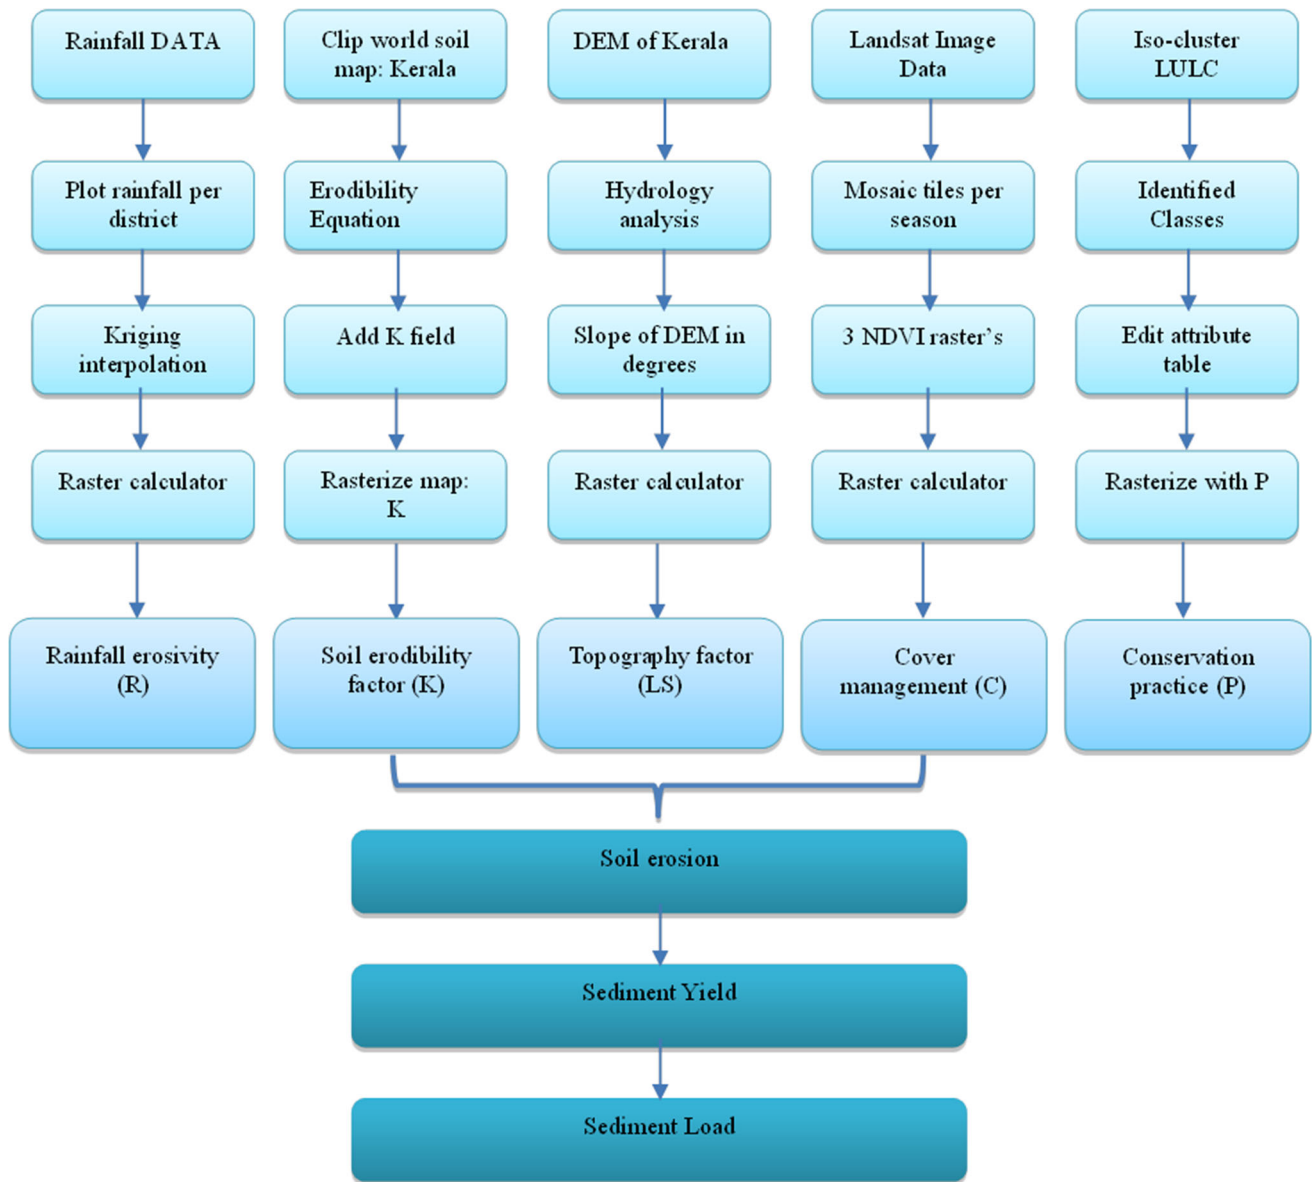 Rainfall DATA
Clip world soil
map: Kerala
DEM of Kerala
Landsat Image
Data
Iso-cluster
LULC
Plot rainfall per
district
Erodibility
Equation
Hydrology
analysis
Mosaic tiles per
season
Identified
Classes
Kriging
interpolation
Add K field
Slope of DEM in
degrees
3 NDVI raster’s
Edit attribute
table
Raster calculator
Rasterize map:
K
Raster calculator
Raster calculator
Rasterize with P
Rainfall erosivity
(R)
Soil erodibility
factor (K)
Topography factor
(LS)
Cover
management (C)
Conservation
practice (P)
Soil erosion
Sediment Yield
Sediment Load